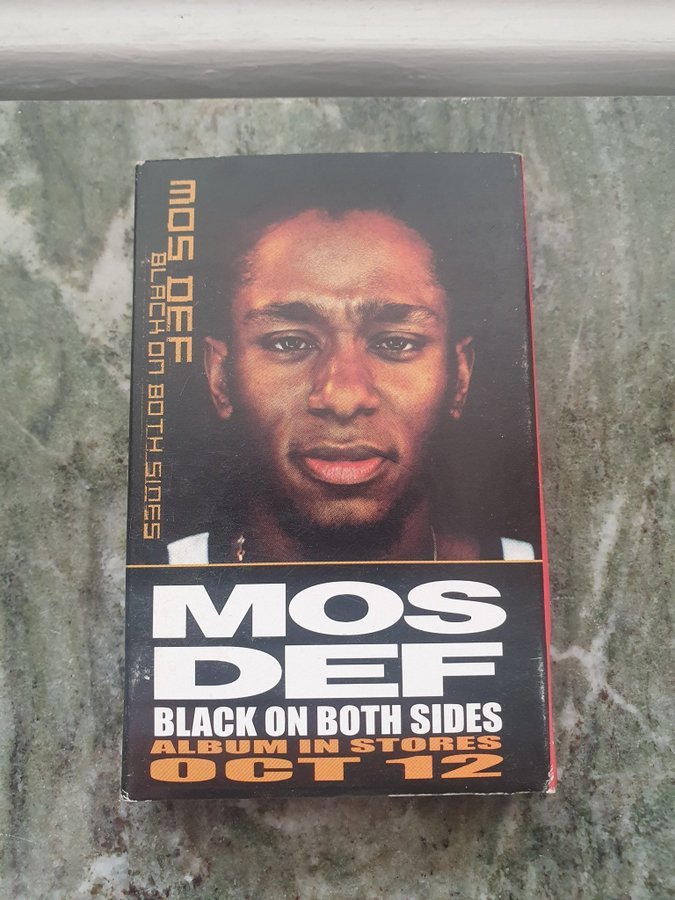 MOS DEF
BLACK ON BOTH SIDES
MOS
DEF
BLACK ON BOTH SIDES
ALBUM IN STORES
OCT 12